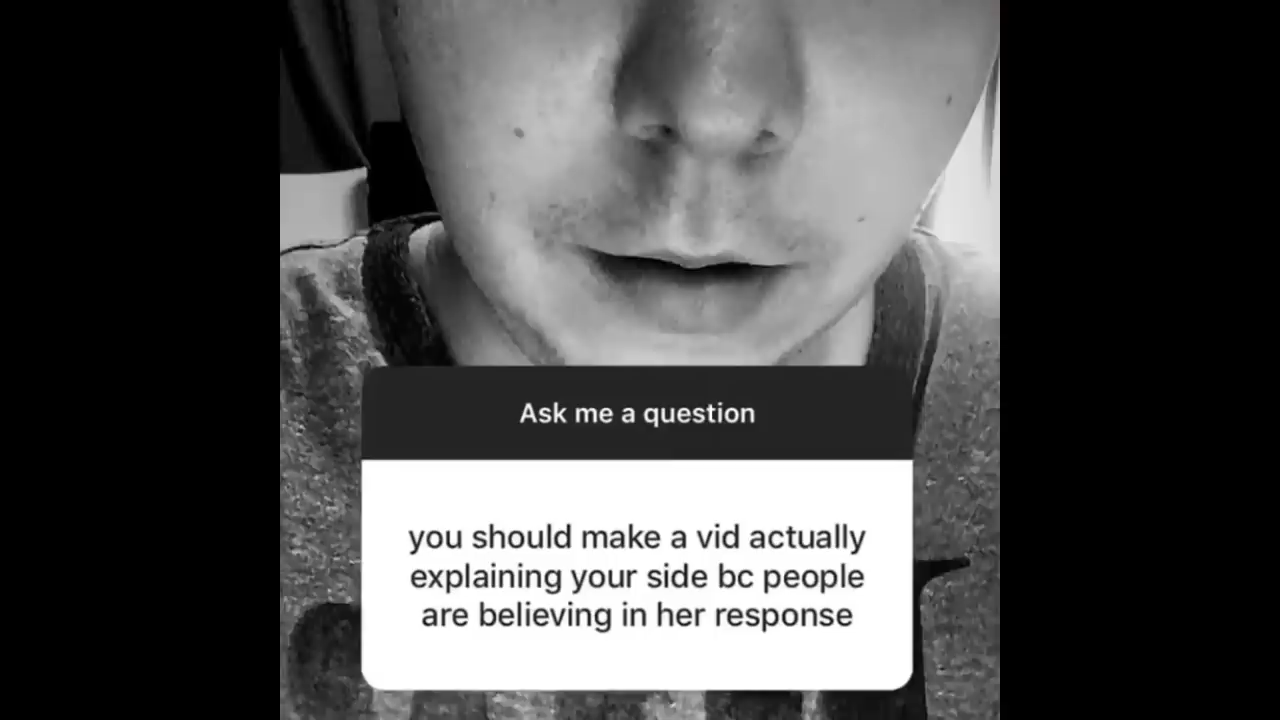 Ask me a question
you should make a vid actually
explaining your side bc people
are believing in her response